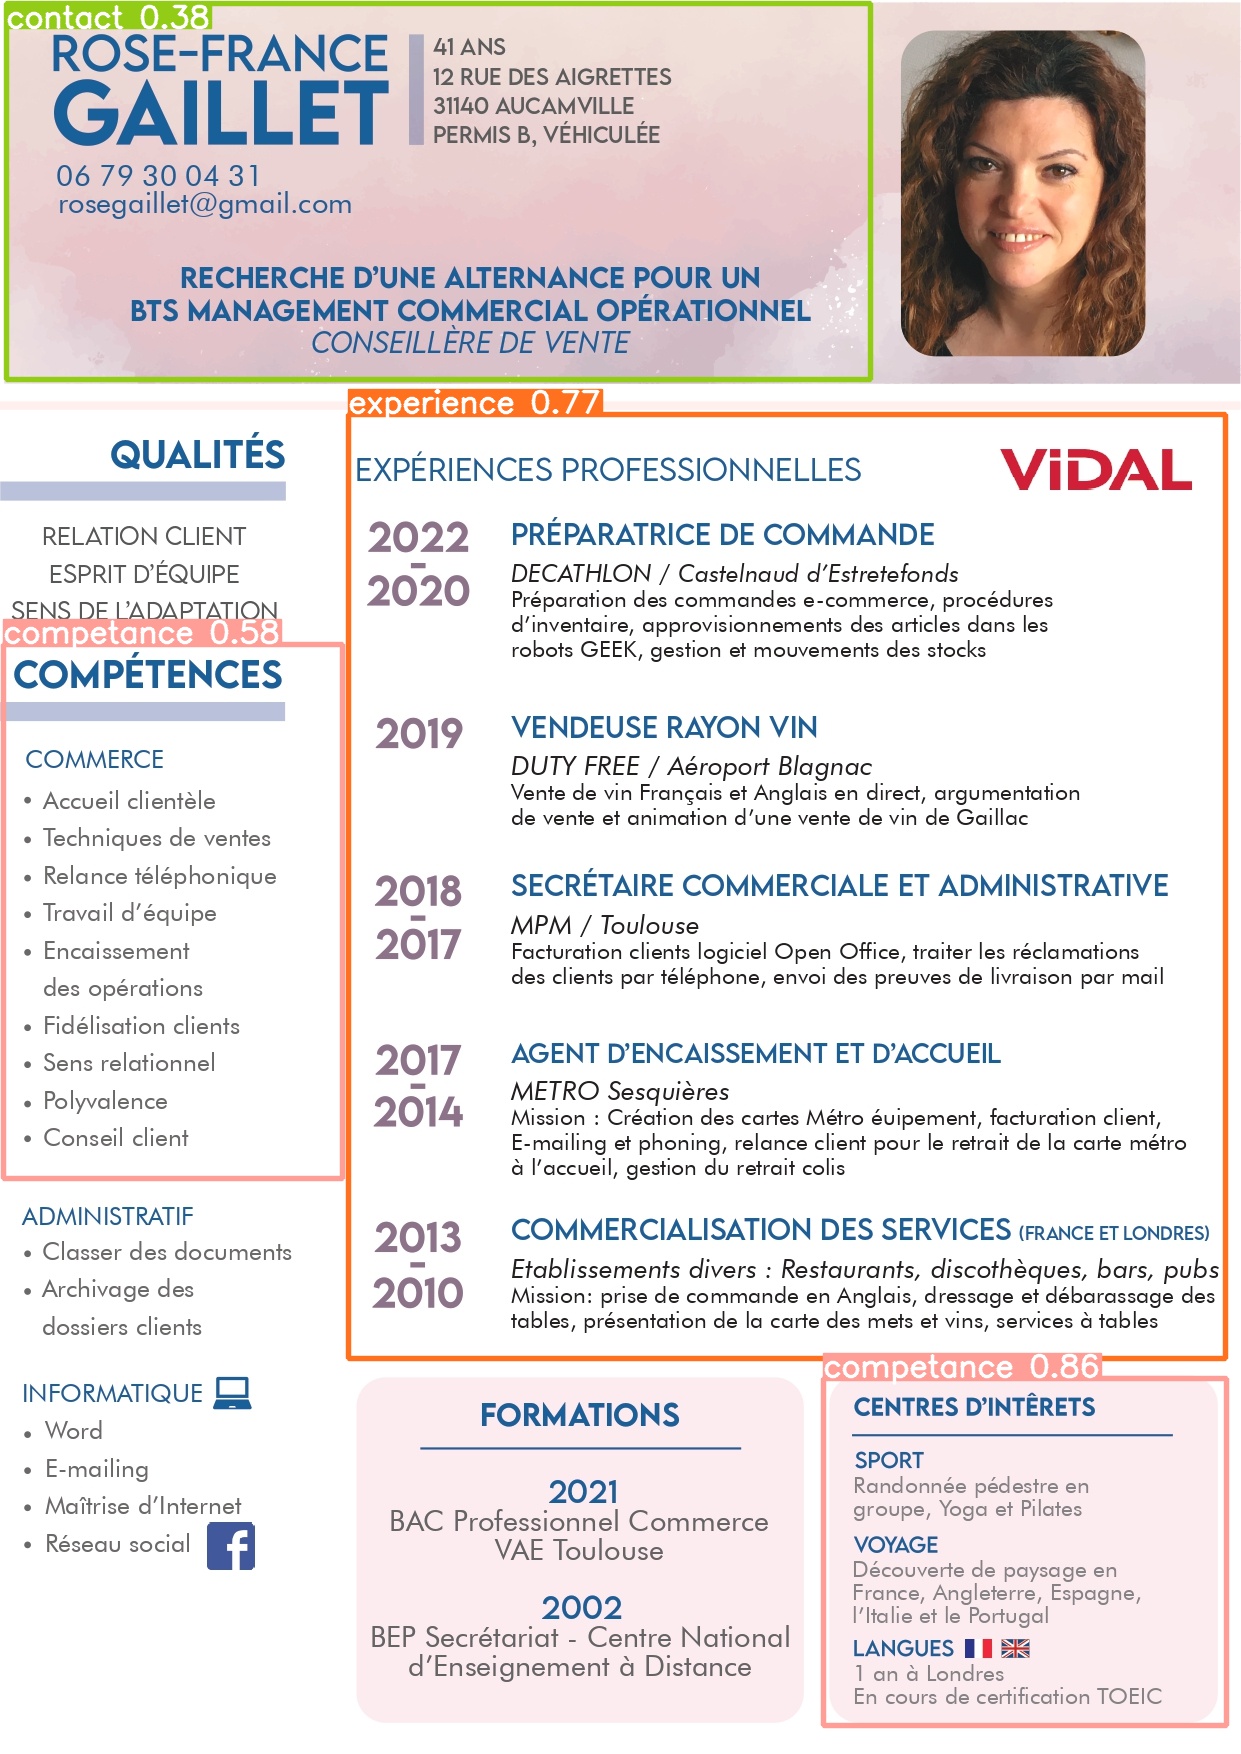 contact 0.38
ROSE-FRANCE
GAILLET
06 79 30 04 31
rosegaillet@gmail.com
41 ANS
12 RUE DES AIGRETTES
31140 AUCAMVILLE
PERMIS B, VÉHICULÉE
RECHERCHE D'UNE ALTERNANCE POUR UN
BTS MANAGEMENT COMMERCIAL OPÉRATIONNEL
CONSEILLÈRE DE VENTE
QUALITÉS
RELATION CLIENT
ESPRIT D'ÉQUIPE
SENS DE L'ADAPTATION
competance 0.58
COMPÉTENCES
COMMERCE
• Accueil clientèle
• Techniques de ventes
• Relance téléphonique
• Travail d'équipe
• Encaissement
des opérations
• Fidélisation clients
• Sens relationnel
• Polyvalence
• Conseil client
ADMINISTRATIF
• Classer des documents
• Archivage des
dossiers clients
INFORMATIQUE
• Word
• E-mailing
• Maîtrise d'Internet
• Réseau social
f
experience 0.77
EXPÉRIENCES PROFESSIONNELLES
ViDAL
2022
-
2020
PRÉPARATRICE DE COMMANDE
DECATHLON / Castelnaud d'Estretefonds
Préparation des commandes e-commerce, procédures
d'inventaire, approvisionnements des articles dans les
robots GEEK, gestion et mouvements des stocks
2019
VENDEUSE RAYON VIN
DUTY FREE / Aéroport Blagnac
Vente de vin Français et Anglais en direct, argumentation
de vente et animation d'une vente de vin de Gaillac
2018
-
2017
SECRÉTAIRE COMMERCIALE ET ADMINISTRATIVE
MPM / Toulouse
Facturation clients logiciel Open Office, traiter les réclamations
des clients par téléphone, envoi des preuves de livraison par mail
2017
-
2014
AGENT D'ENCAISSEMENT ET D'ACCUEIL
METRO Sesquières
Mission : Création des cartes Métro éuipement, facturation client,
E-mailing et phoning, relance client pour le retrait de la carte métro
à l'accueil, gestion du retrait colis
2013
-
2010
COMMERCIALISATION DES SERVICES (FRANCE ET LONDRES)
Etablissements divers : Restaurants, discothèques, bars, pubs
Mission: prise de commande en Anglais, dressage et débarassage des
tables, présentation de la carte des mets et vins, services à tables
FORMATIONS
2021
BAC Professionnel Commerce
VAE Toulouse
2002
BEP Secrétariat - Centre National
d'Enseignement à Distance
competance 0.86
CENTRES D'INTÊRETS
SPORT
Randonnée pédestre en
groupe, Yoga et Pilates
VOYAGE
Découverte de paysage en
France, Angleterre, Espagne,
l'Italie et le Portugal
LANGUES
1 an à Londres
En cours de certification TOEIC